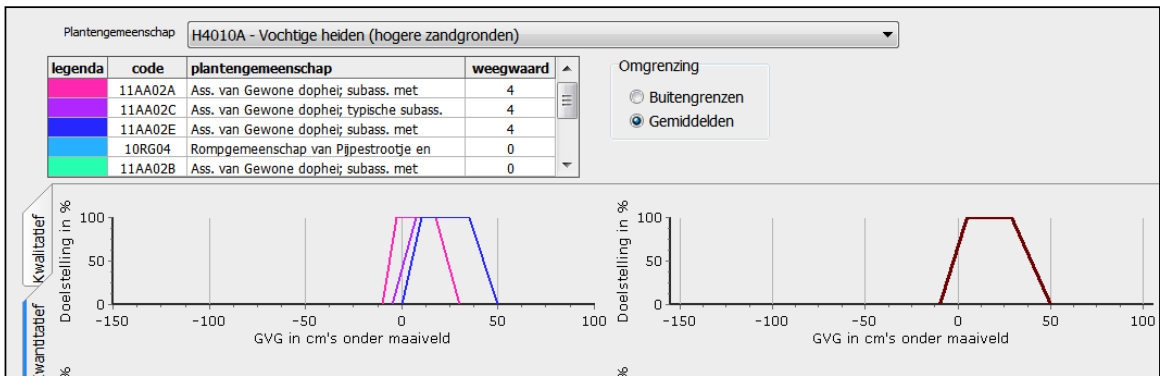 Plantengemeenschap H4010A - Vochtige heiden (hogere zandgronden)
legenda code plantengemeenschap weegwaard
11AA02A Ass. van Gewone dophei; subass. met 4
11AA02C Ass. van Gewone dophei; typische subass. 4
11AA02E Ass. van Gewone dophei; subass. met 4
10RG04 Rompgemeenschap van Pijpestrootje en 0
11AA02B Ass. van Gewone dophei; subass. met 0
Omgrenzing
Buitengrenzen
Gemiddelden
Kwalitatief
Kwantitatief
Doelstelling in %
100
50
0
-150 -100 -50 0 50 100
GVG in cm's onder maaiveld
%
Doelstelling in %
100
50
0
-150 -100 -50 0 50 100
GVG in cm's onder maaiveld
%